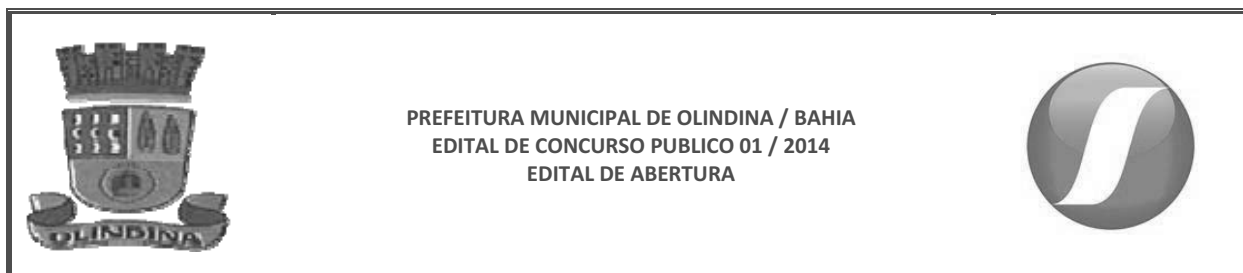 PREFEITURA MUNICIPAL DE OLINDINA / BAHIA
EDITAL DE CONCURSO PUBLICO 01 / 2014
EDITAL DE ABERTURA
OLINDINA